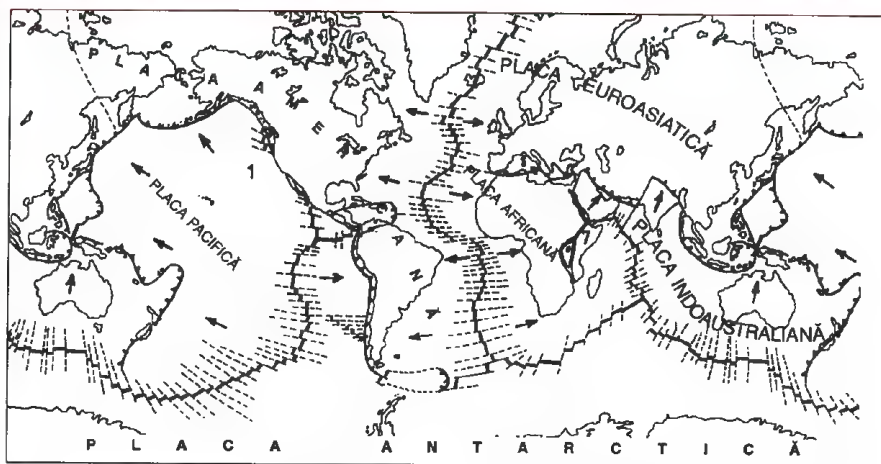 P L A A
A M E
A N
PLACA
EUROASIATICĂ
PLACA PACIFICĂ
1
PLACA AFRICANĂ
PLACA INDOAUSTRALIANĂ
P L A C A A N T A R C T I C Ă